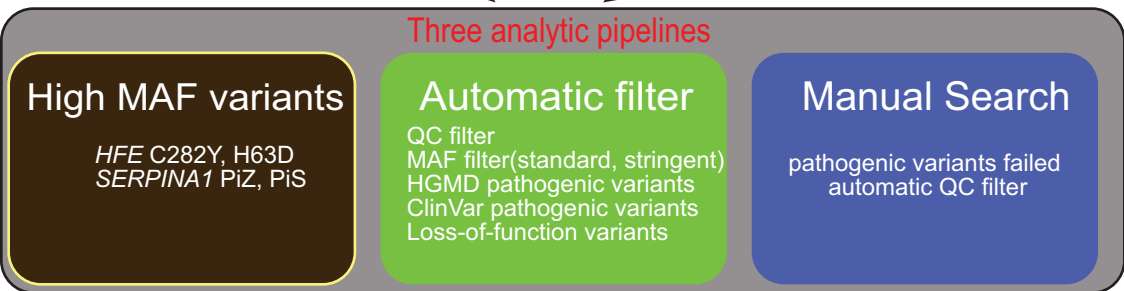 Three analytic pipelines
High MAF variants
HFE C282Y, H63D
SERPINA1 PiZ, PiS
Automatic filter
QC filter
MAF filter(standard, stringent)
HGMD pathogenic variants
ClinVar pathogenic variants
Loss-of-function variants
Manual Search
pathogenic variants failed
automatic QC filter